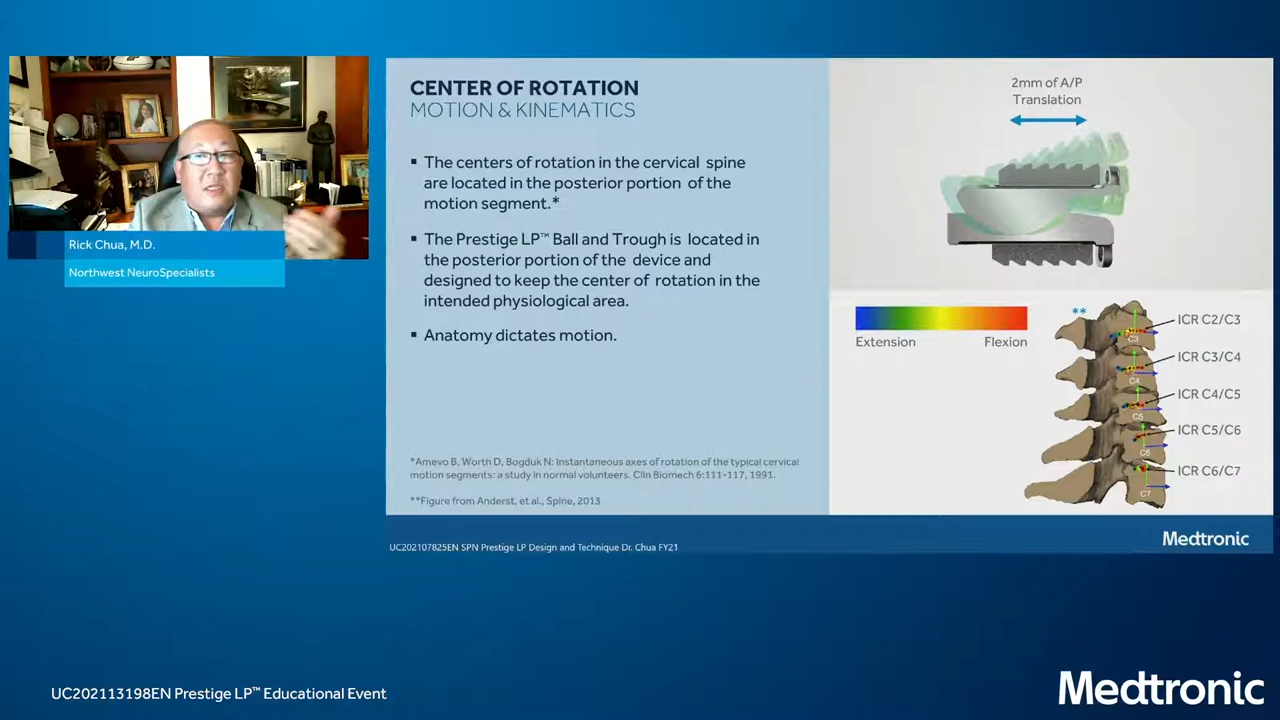 Rick Chua, M.D.
Northwest NeuroSpecialists
CENTER OF ROTATION
MOTION & KINEMATICS
▪ The centers of rotation in the cervical spine
are located in the posterior portion of the
motion segment.*
▪ The Prestige LP™ Ball and Trough is located in
the posterior portion of the device and
designed to keep the center of rotation in the
intended physiological area.
▪ Anatomy dictates motion.
*Amevo B, Worth D, Bogduk N: Instantaneous axes of rotation of the typical cervical
motion segments: a study in normal volunteers. Clin Biomech 6:111-117, 1991.
**Figure from Anderst, et al., Spine, 2013
2mm of A/P
Translation
Extension
Flexion
**
ICR C2/C3
ICR C3/C4
ICR C4/C5
ICR C5/C6
ICR C6/C7
C3
C4
C5
C6
C7
UC202107825EN SPN Prestige LP Design and Technique Dr. Chua FY21
Medtronic
UC202113198EN Prestige LP™ Educational Event
Medtronic